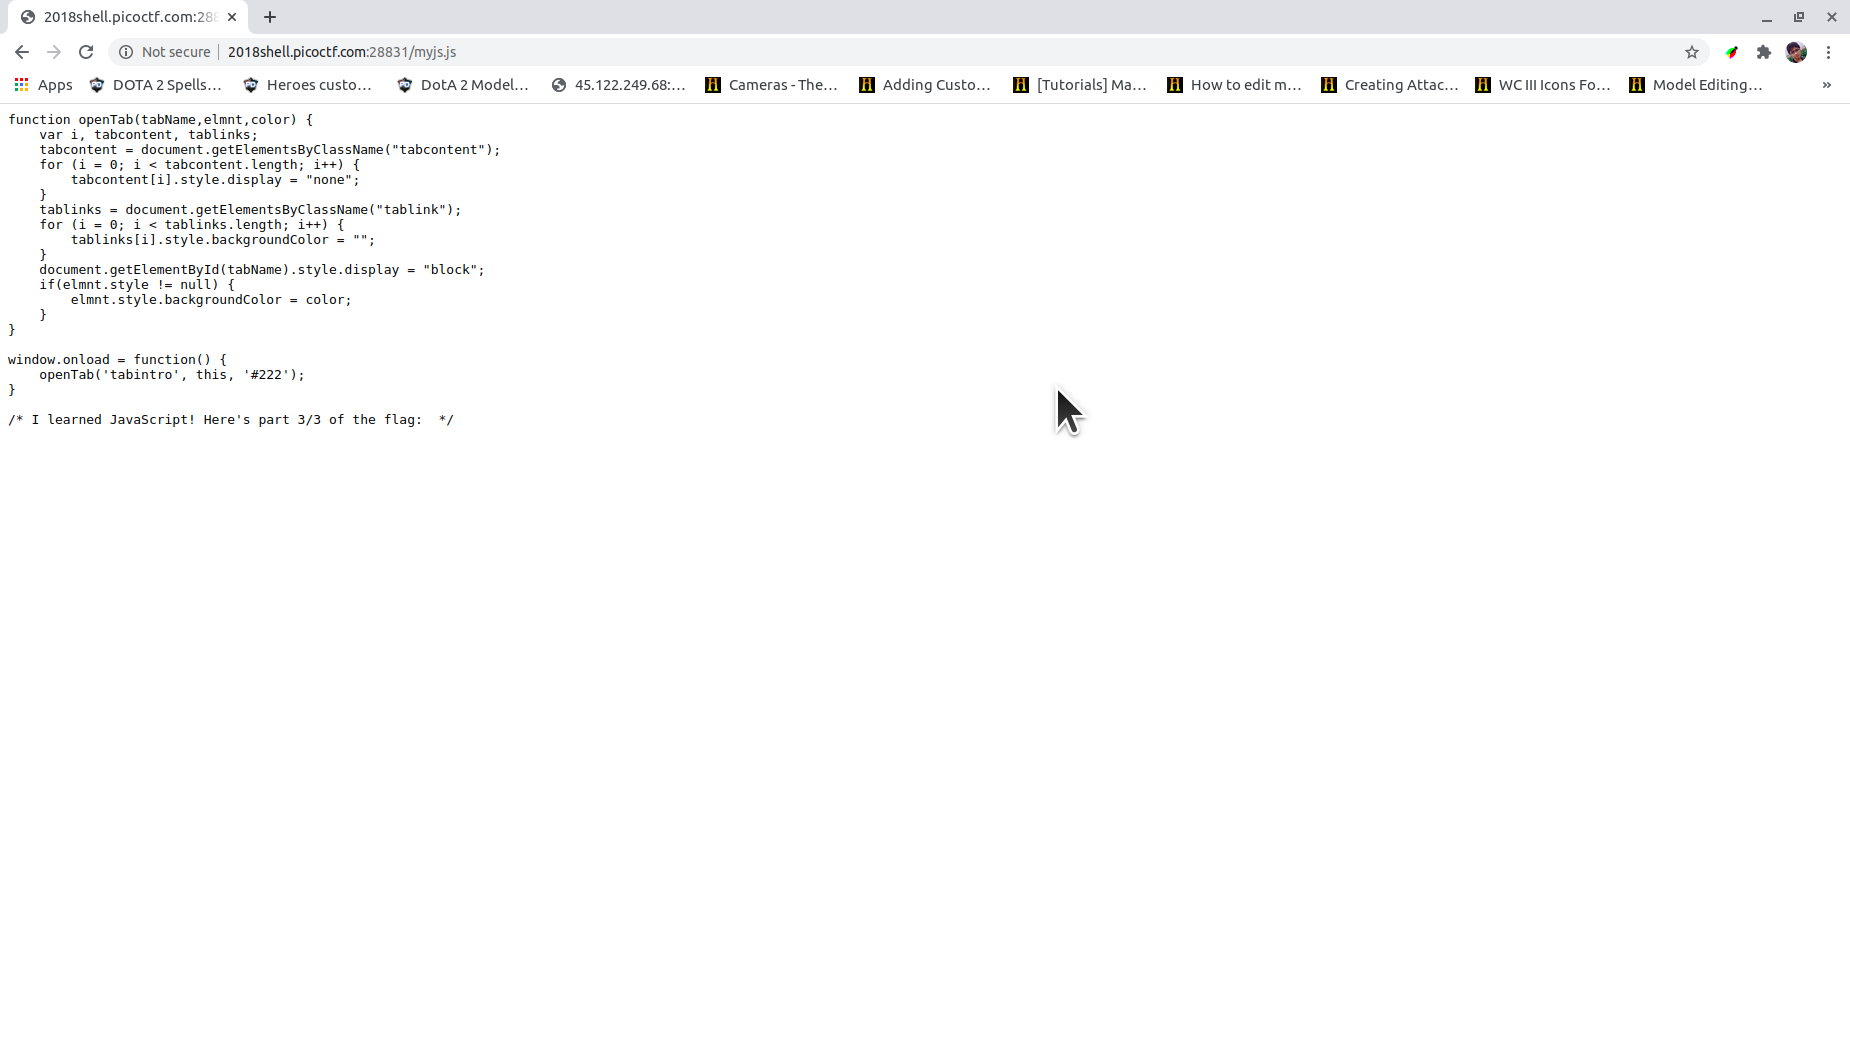 2018shell.picoctf.com:288
Not secure
2018shell.picoctf.com:28831/myjs.js
Apps DOTA 2 Spells… Heroes custo… DotA 2 Model… 45.122.249.68:… Cameras - The… Adding Custo… [Tutorials] Ma… How to edit m… Creating Attac… WC III Icons Fo… Model Editing… »
function openTab(tabName,elmnt,color) {
    var i, tabcontent, tablinks;
    tabcontent = document.getElementsByClassName("tabcontent");
    for (i = 0; i < tabcontent.length; i++) {
        tabcontent[i].style.display = "none";
    }
    tablinks = document.getElementsByClassName("tablink");
    for (i = 0; i < tablinks.length; i++) {
        tablinks[i].style.backgroundColor = "";
    }
    document.getElementById(tabName).style.display = "block";
    if(elmnt.style != null) {
        elmnt.style.backgroundColor = color;
    }
}
window.onload = function() {
    openTab('tabintro', this, '#222');
}
/* I learned JavaScript! Here's part 3/3 of the flag:  */